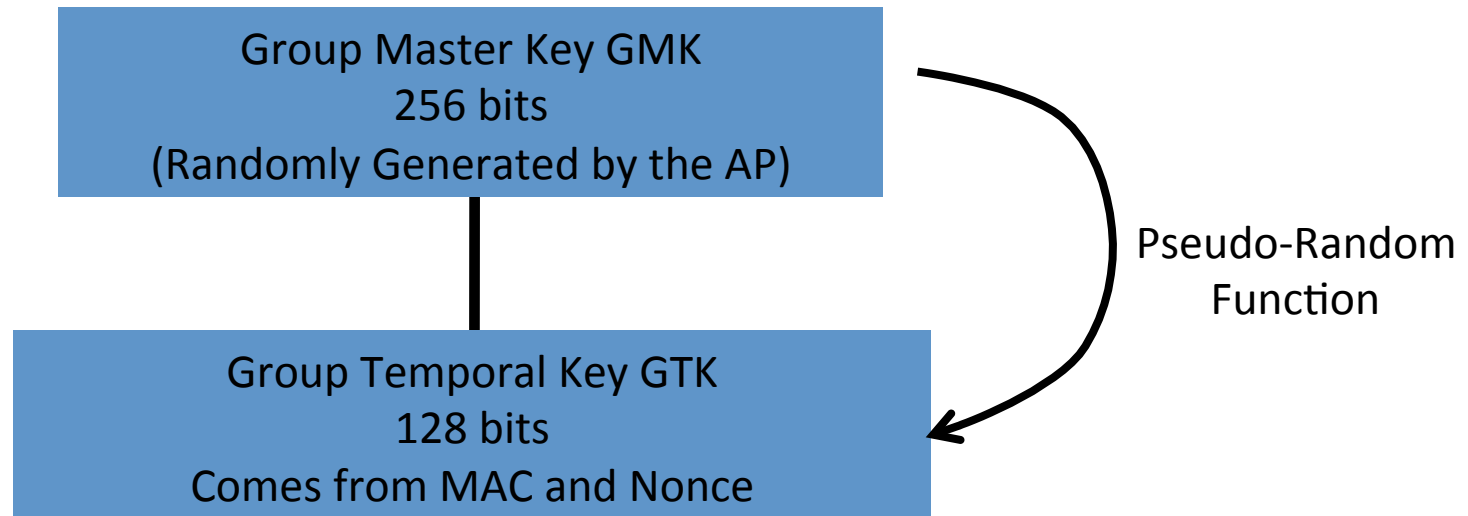 Group Master Key GMK
256 bits
(Randomly Generated by the AP)
Pseudo-Random
Function
Group Temporal Key GTK
128 bits
Comes from MAC and Nonce